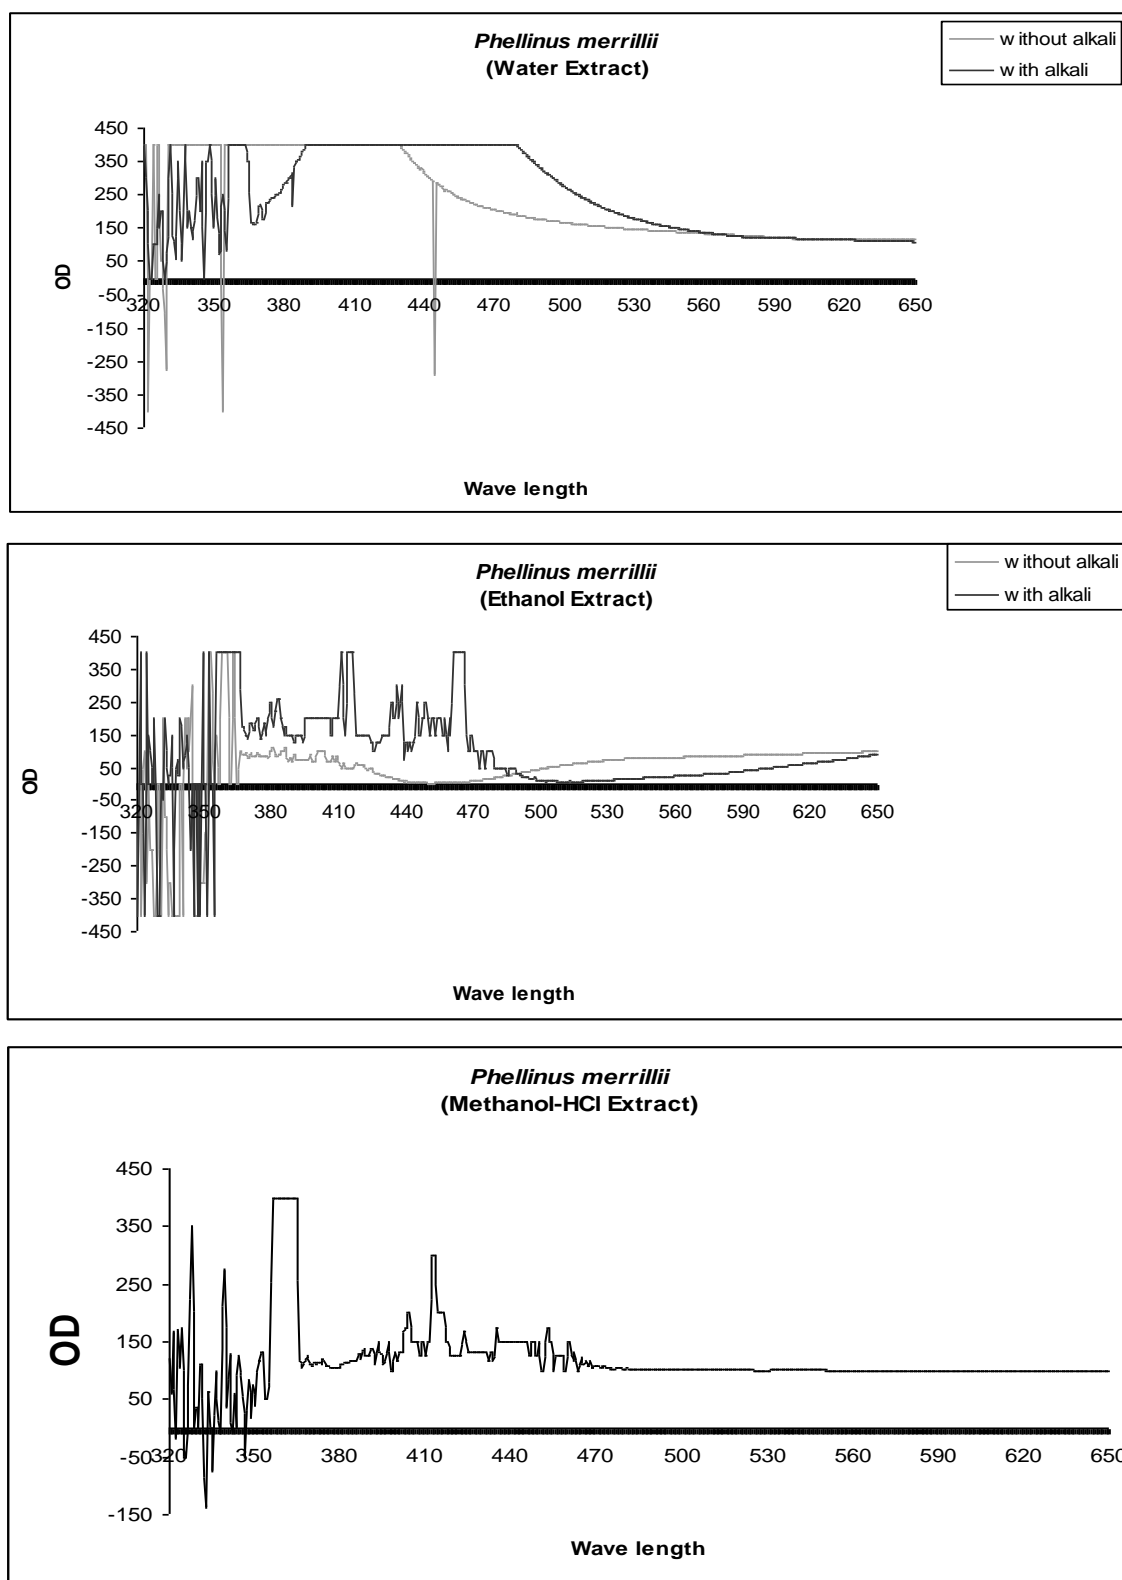 Phellinus merrillii
(Water Extract)
without alkali
with alkali
450
350
250
150
50
-50
-150
-250
-350
-450
OD
320 350 380 410 440 470 500 530 560 590 620 650
Wave length
Phellinus merrillii
(Ethanol Extract)
without alkali
with alkali
450
350
250
150
50
-50
-150
-250
-350
-450
OD
320 350 380 410 440 470 500 530 560 590 620 650
Wave length
Phellinus merrillii
(Methanol-HCl Extract)
450
350
250
150
50
-50
-150
OD
320 350 380 410 440 470 500 530 560 590 620 650
Wave length